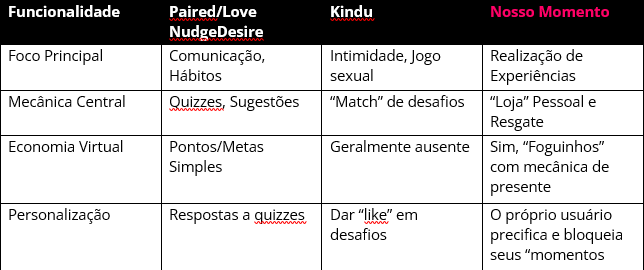 Funcionalidade
Paired/Love
NudgeDesire
Kindu
Nosso Momento
Foco Principal
Comunicação,
Hábitos
Intimidade, Jogo
sexual
Realização de
Experiências
Mecânica Central
Quizzes, Sugestões
“Match” de desafios
“Loja” Pessoal e
Resgate
Economia Virtual
Pontos/Metas
Simples
Geralmente ausente
Sim, “Foguinhos”
com mecânica de
presente
Personalização
Respostas a quizzes
Dar “like” em
desafios
O próprio usuário
precifica e bloqueia
seus “momentos